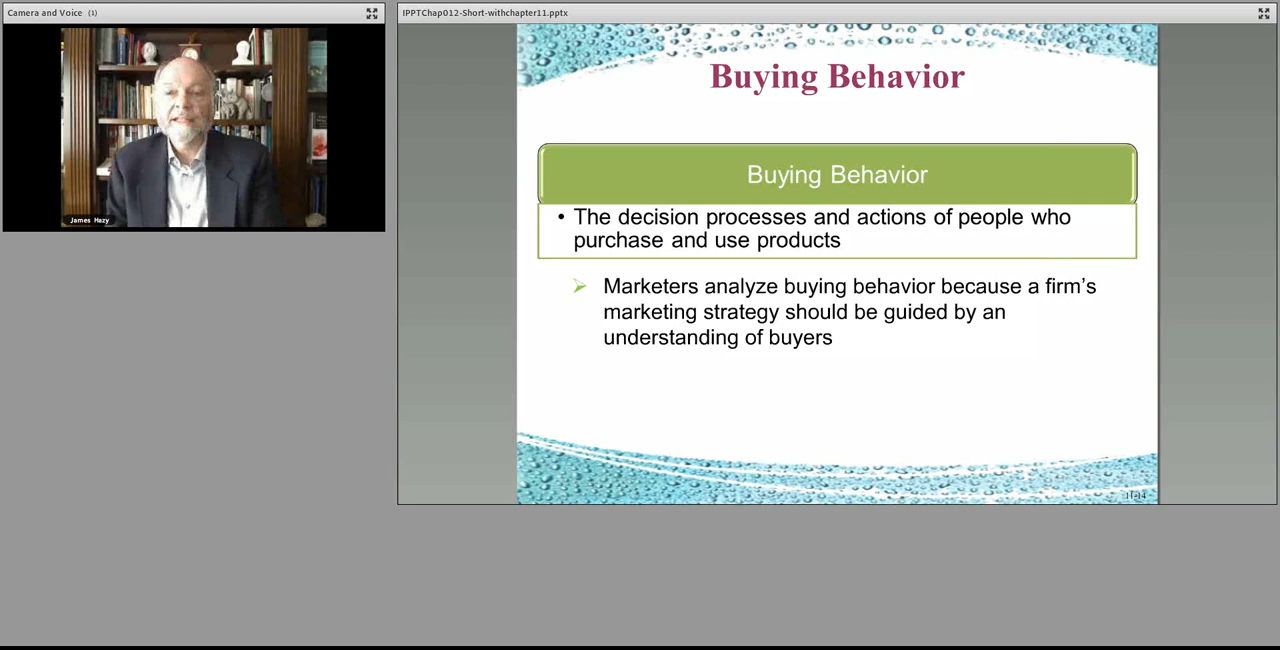 Camera and Voice (1)
James Hazy
IPPTChap012-Short-withchapter11.pptx
Buying Behavior
Buying Behavior
• The decision processes and actions of people who
purchase and use products
Marketers analyze buying behavior because a firm's
marketing strategy should be guided by an
understanding of buyers
11-14